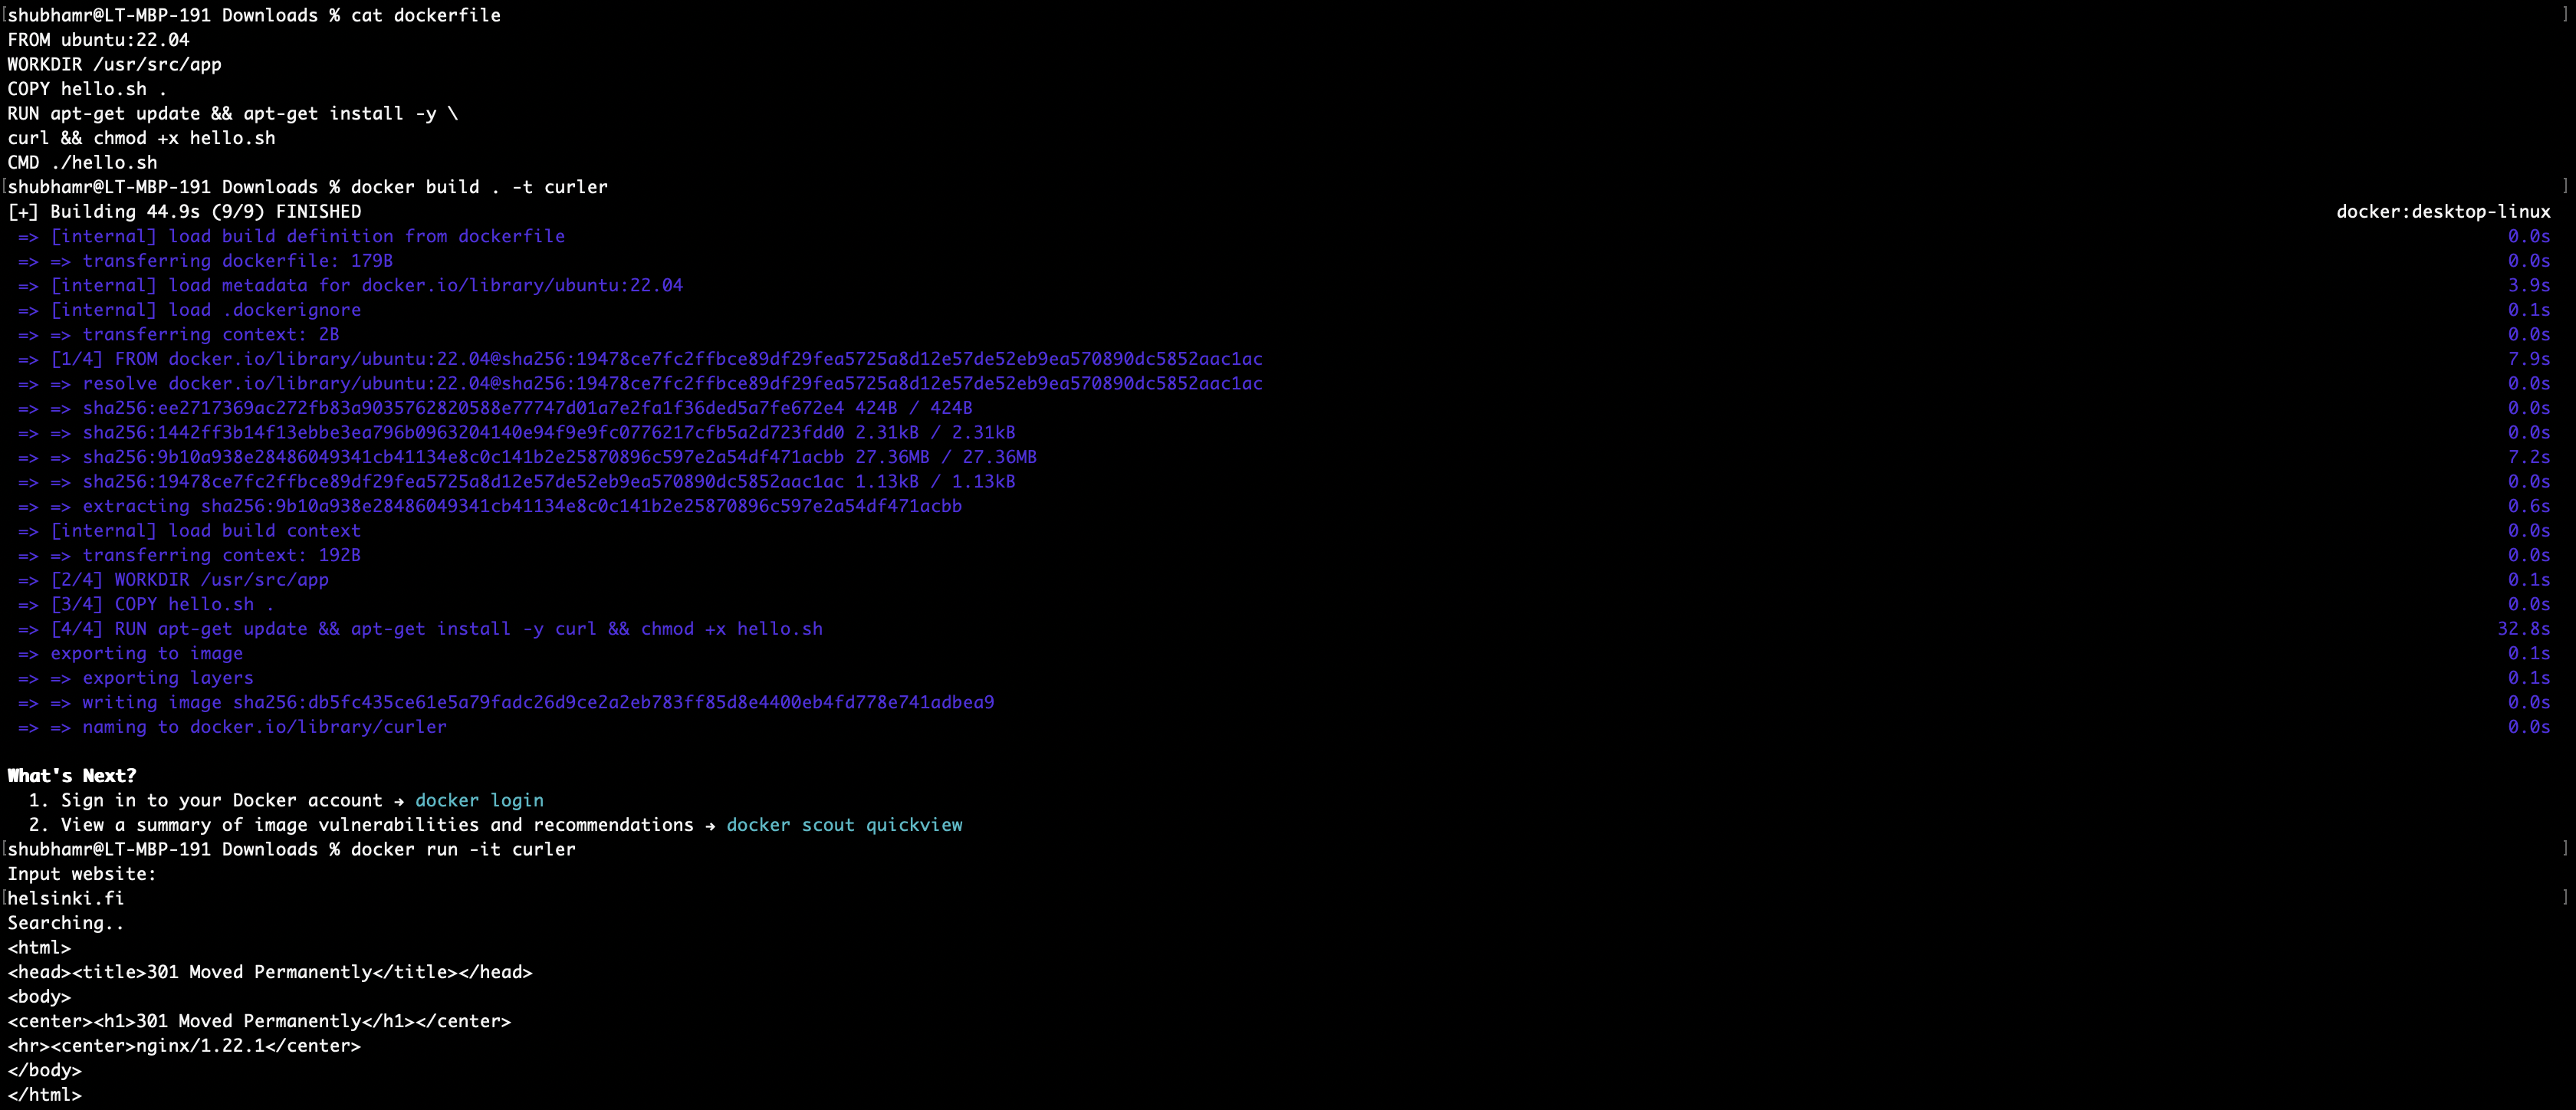 [shubhamr@LT-MBP-191 Downloads % cat dockerfile ]
FROM ubuntu:22.04
WORKDIR /usr/src/app
COPY hello.sh .
RUN apt-get update && apt-get install -y \
curl && chmod +x hello.sh
CMD ./hello.sh
[shubhamr@LT-MBP-191 Downloads % docker build . -t curler ]
[+] Building 44.9s (9/9) FINISHED docker:desktop-linux
=> [internal] load build definition from dockerfile 0.0s
=> => transferring dockerfile: 179B 0.0s
=> [internal] load metadata for docker.io/library/ubuntu:22.04 3.9s
=> [internal] load .dockerignore 0.1s
=> => transferring context: 2B 0.0s
=> [1/4] FROM docker.io/library/ubuntu:22.04@sha256:19478ce7fc2ffbce89df29fea5725a8d12e57de52eb9ea570890dc5852aac1ac 7.9s
=> => resolve docker.io/library/ubuntu:22.04@sha256:19478ce7fc2ffbce89df29fea5725a8d12e57de52eb9ea570890dc5852aac1ac 0.0s
=> => sha256:ee2717369ac272fb83a9035762820588e77747d01a7e2fa1f36ded5a7fe672e4 424B / 424B 0.0s
=> => sha256:1442ff3b14f13ebbe3ea796b0963204140e94f9e9fc0776217cfb5a2d723fdd0 2.31kB / 2.31kB 0.0s
=> => sha256:9b10a938e28486049341cb41134e8c0c141b2e25870896c597e2a54df471acbb 27.36MB / 27.36MB 7.2s
=> => sha256:19478ce7fc2ffbce89df29fea5725a8d12e57de52eb9ea570890dc5852aac1ac 1.13kB / 1.13kB 0.0s
=> => extracting sha256:9b10a938e28486049341cb41134e8c0c141b2e25870896c597e2a54df471acbb 0.6s
=> [internal] load build context 0.0s
=> => transferring context: 192B 0.0s
=> [2/4] WORKDIR /usr/src/app 0.1s
=> [3/4] COPY hello.sh . 0.0s
=> [4/4] RUN apt-get update && apt-get install -y curl && chmod +x hello.sh 32.8s
=> exporting to image 0.1s
=> => exporting layers 0.1s
=> => writing image sha256:db5fc435ce61e5a79fadc26d9ce2a2eb783ff85d8e4400eb4fd778e741adbea9 0.0s
=> => naming to docker.io/library/curler 0.0s
What's Next?
1. Sign in to your Docker account → docker login
2. View a summary of image vulnerabilities and recommendations → docker scout quickview
[shubhamr@LT-MBP-191 Downloads % docker run -it curler ]
Input website:
[helsinki.fi ]
Searching..
<html>
<head><title>301 Moved Permanently</title></head>
<body>
<center><h1>301 Moved Permanently</h1></center>
<hr><center>nginx/1.22.1</center>
</body>
</html>